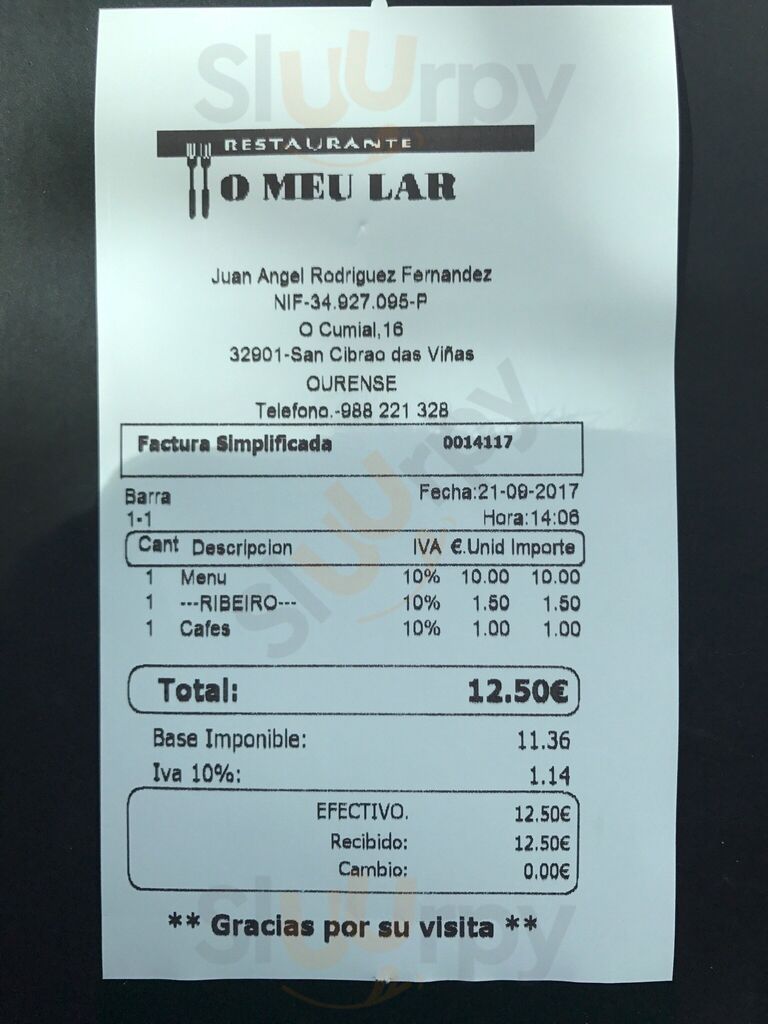 Sluurpy
RESTAURANTE
O MEU LAR
Juan Angel Rodriguez Fernandez
NIF-34.927.095-P
O Cumial,16
32901-San Cibrao das Viñas
OURENSE
Telefono.-988 221 328
Factura Simplificada 0014117
Sluurpy
Barra Fecha:21-09-2017
1-1 Hora:14:06
Cant Descripcion IVA €.Unid Importe
1 Menu 10% 10.00 10.00
1 ---RIBEIRO--- 10% 1.50 1.50
1 Cafes 10% 1.00 1.00
Total: 12.50€
Base Imponible: 11.36
Iva 10%: 1.14
EFECTIVO. 12.50€
Recibido: 12.50€
Cambio: 0.00€
** Gracias por su visita **
Sluurpy